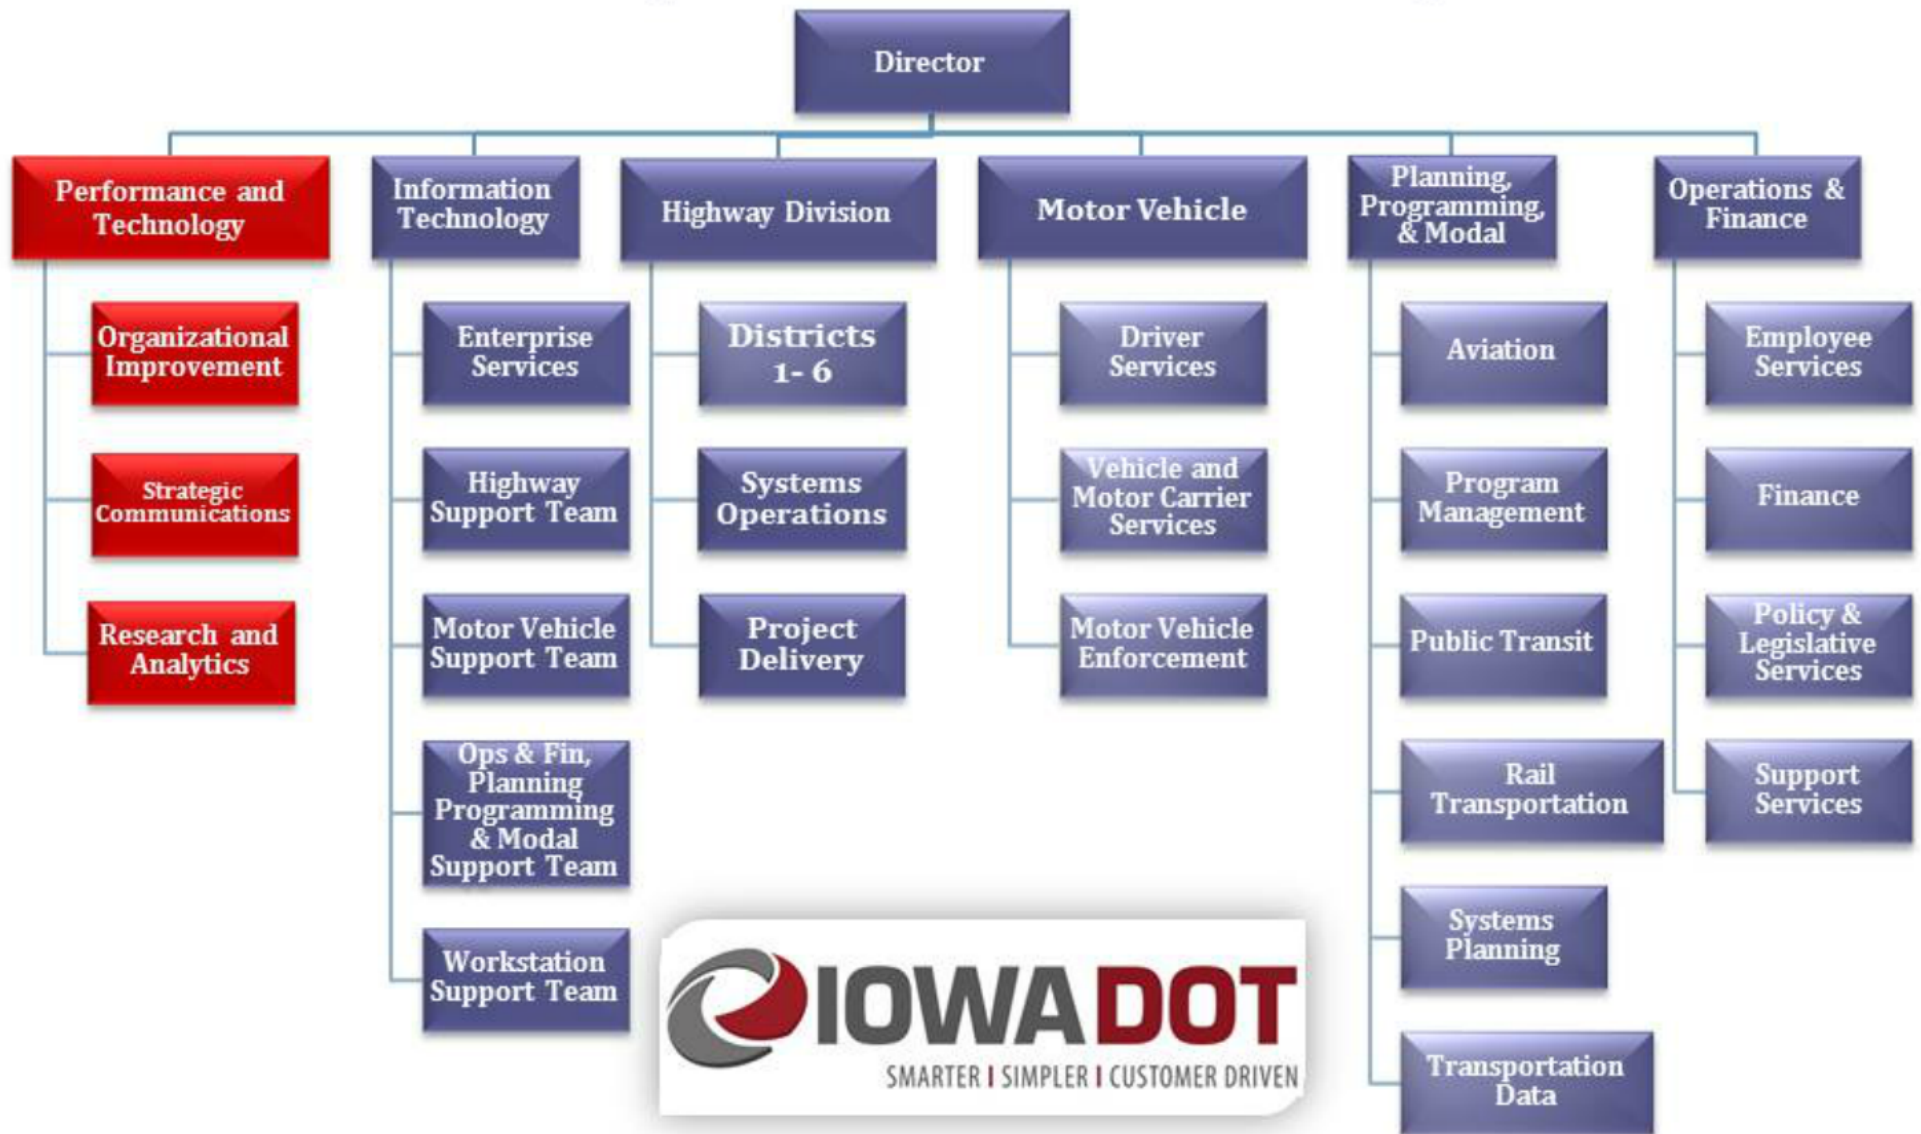 Director
Performance and
Technology
Organizational
Improvement
Strategic
Communications
Research and
Analytics
Information
Technology
Enterprise
Services
Highway
Support Team
Motor Vehicle
Support Team
Ops & Fin,
Planning
Programming
& Modal
Support Team
Workstation
Support Team
Highway Division
Districts
1- 6
Systems
Operations
Project
Delivery
Motor Vehicle
Driver
Services
Vehicle and
Motor Carrier
Services
Motor Vehicle
Enforcement
Planning,
Programming,
& Modal
Aviation
Program
Management
Public Transit
Rail
Transportation
Systems
Planning
Transportation
Data
Operations &
Finance
Employee
Services
Finance
Policy &
Legislative
Services
Support
Services
IOWADOT
SMARTER I SIMPLER I CUSTOMER DRIVEN